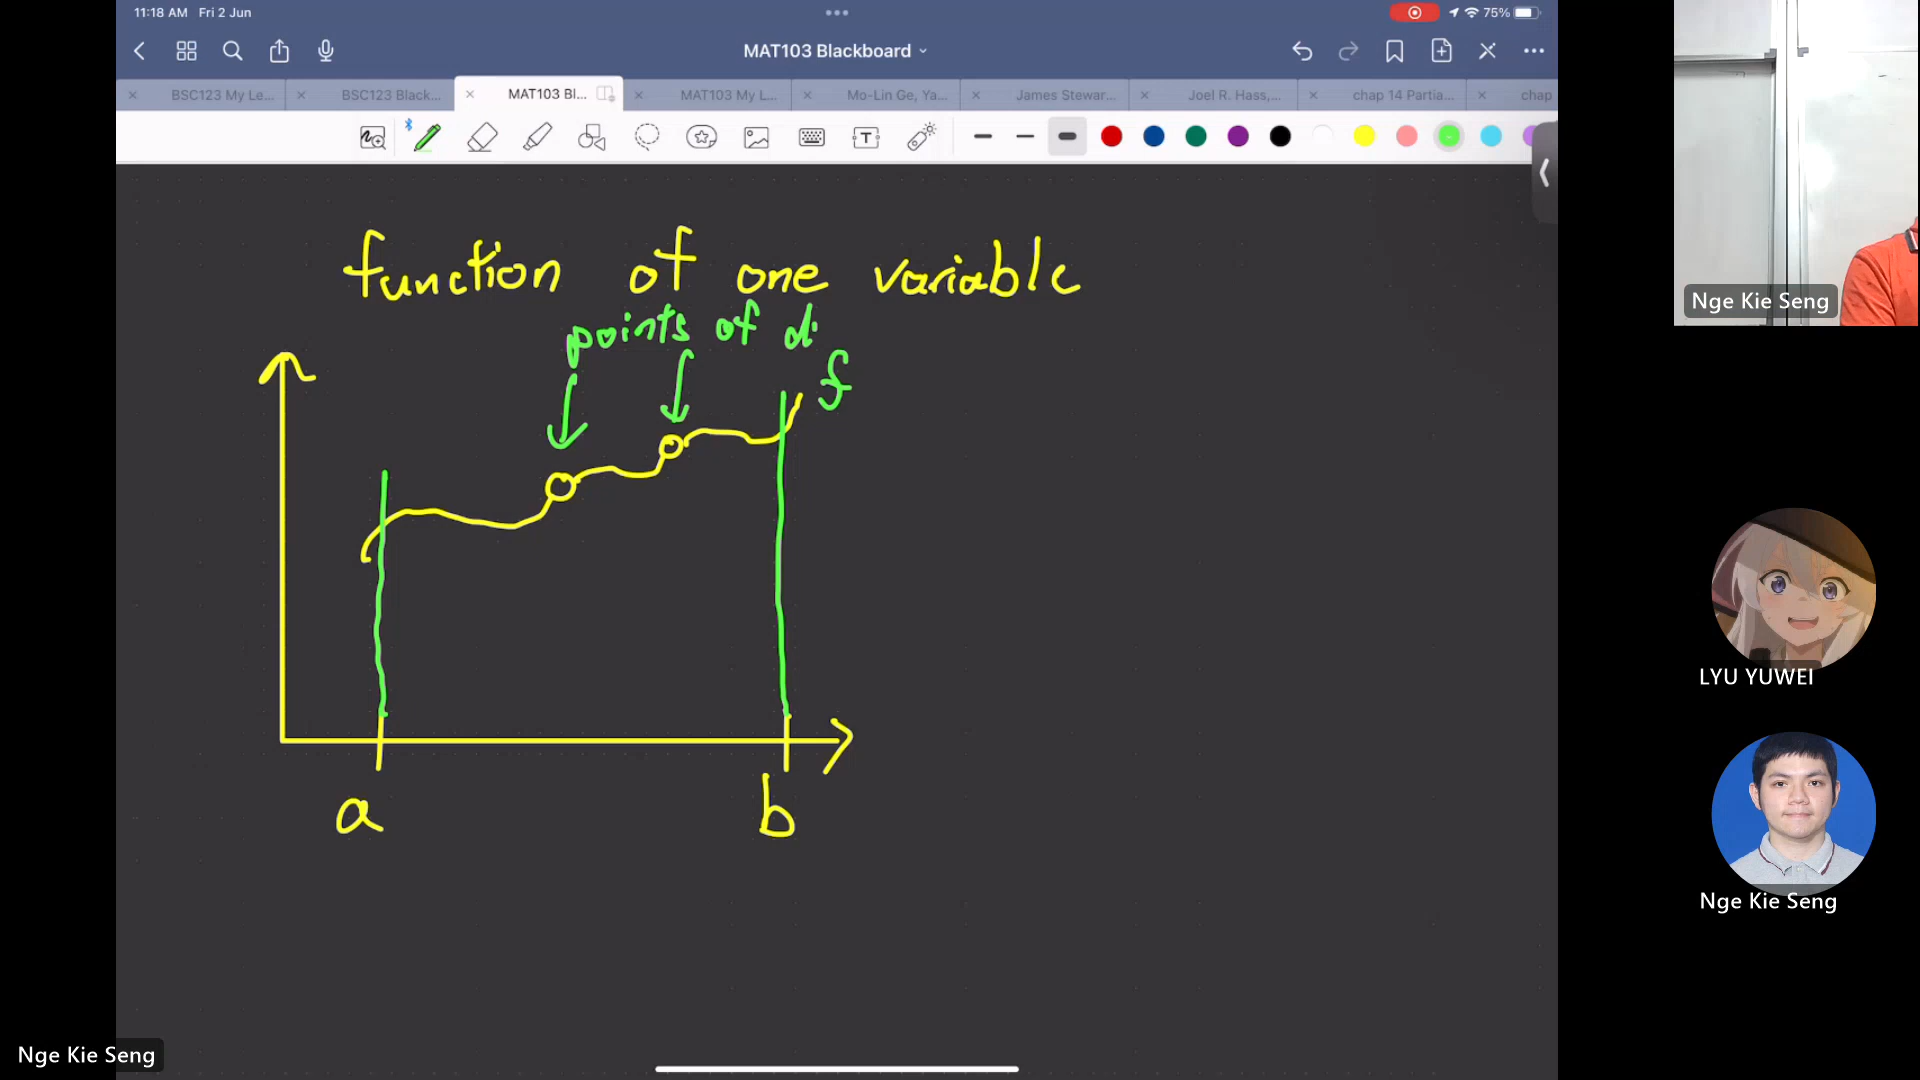 11:18 AM Fri 2 Jun
75%
MAT103 Blackboard
BSC123 My Le...
BSC123 Black...
MAT103 Bl...
MAT103 My L...
Mo-Lin Ge, Ya...
James Stewar...
Joel R. Hass,...
chap 14 Partia...
chap
T
function of one variable
points of di
f
a
b
Nge Kie Seng
LYU YUWEI
Nge Kie Seng
Nge Kie Seng